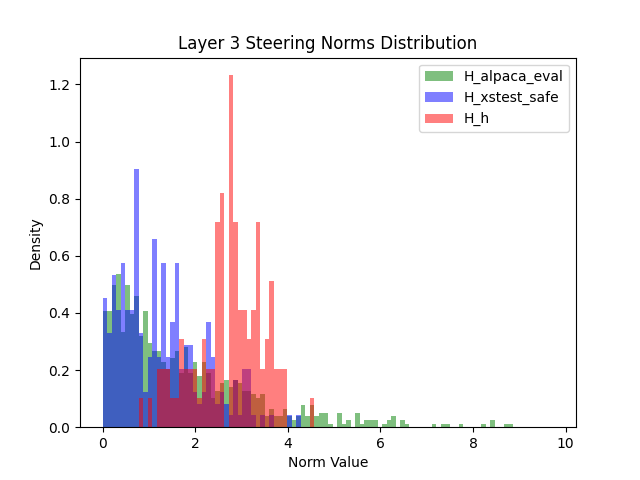 Layer 3 Steering Norms Distribution
H_alpaca_eval
H_xstest_safe
H_h
Density
1.2
1.0
0.8
0.6
0.4
0.2
0.0
0 2 4 6 8 10
Norm Value